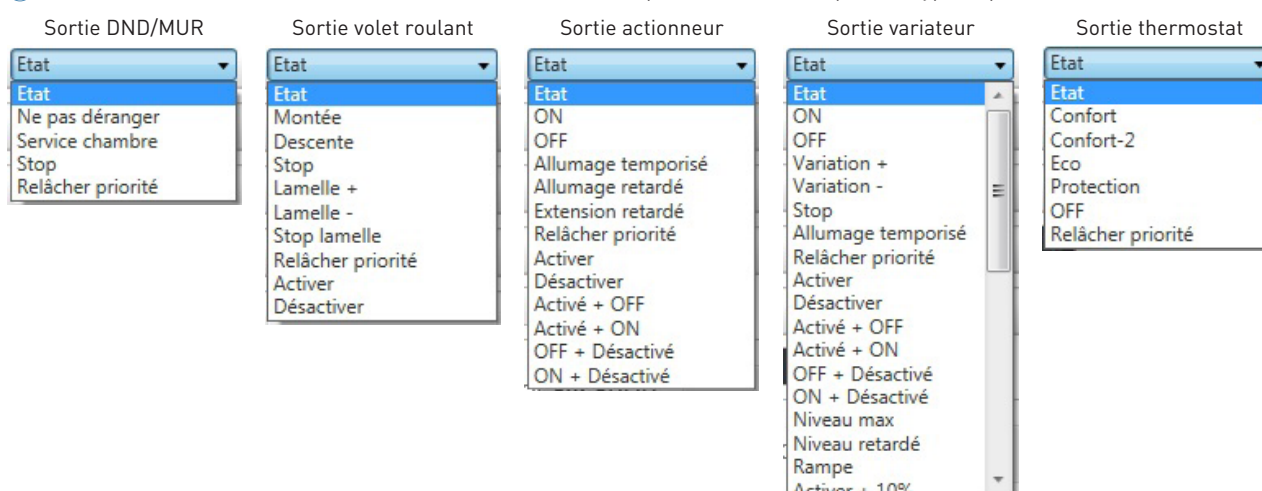 Sortie DND/MUR
Etat
Etat
Ne pas déranger
Service chambre
Stop
Relâcher priorité
Sortie volet roulant
Etat
Etat
Montée
Descente
Stop
Lamelle +
Lamelle -
Stop lamelle
Relâcher priorité
Activer
Désactiver
Sortie actionneur
Etat
Etat
ON
OFF
Allumage temporisé
Allumage retardé
Extension retardé
Relâcher priorité
Activer
Désactiver
Activé + OFF
Activé + ON
OFF + Désactivé
ON + Désactivé
Sortie variateur
Etat
Etat
ON
OFF
Variation +
Variation -
Stop
Allumage temporisé
Relâcher priorité
Activer
Désactiver
Activé + OFF
Activé + ON
OFF + Désactivé
ON + Désactivé
Niveau max
Niveau retardé
Rampe
Activer + 10%
Sortie thermostat
Etat
Etat
Confort
Confort-2
Eco
Protection
OFF
Relâcher priorité